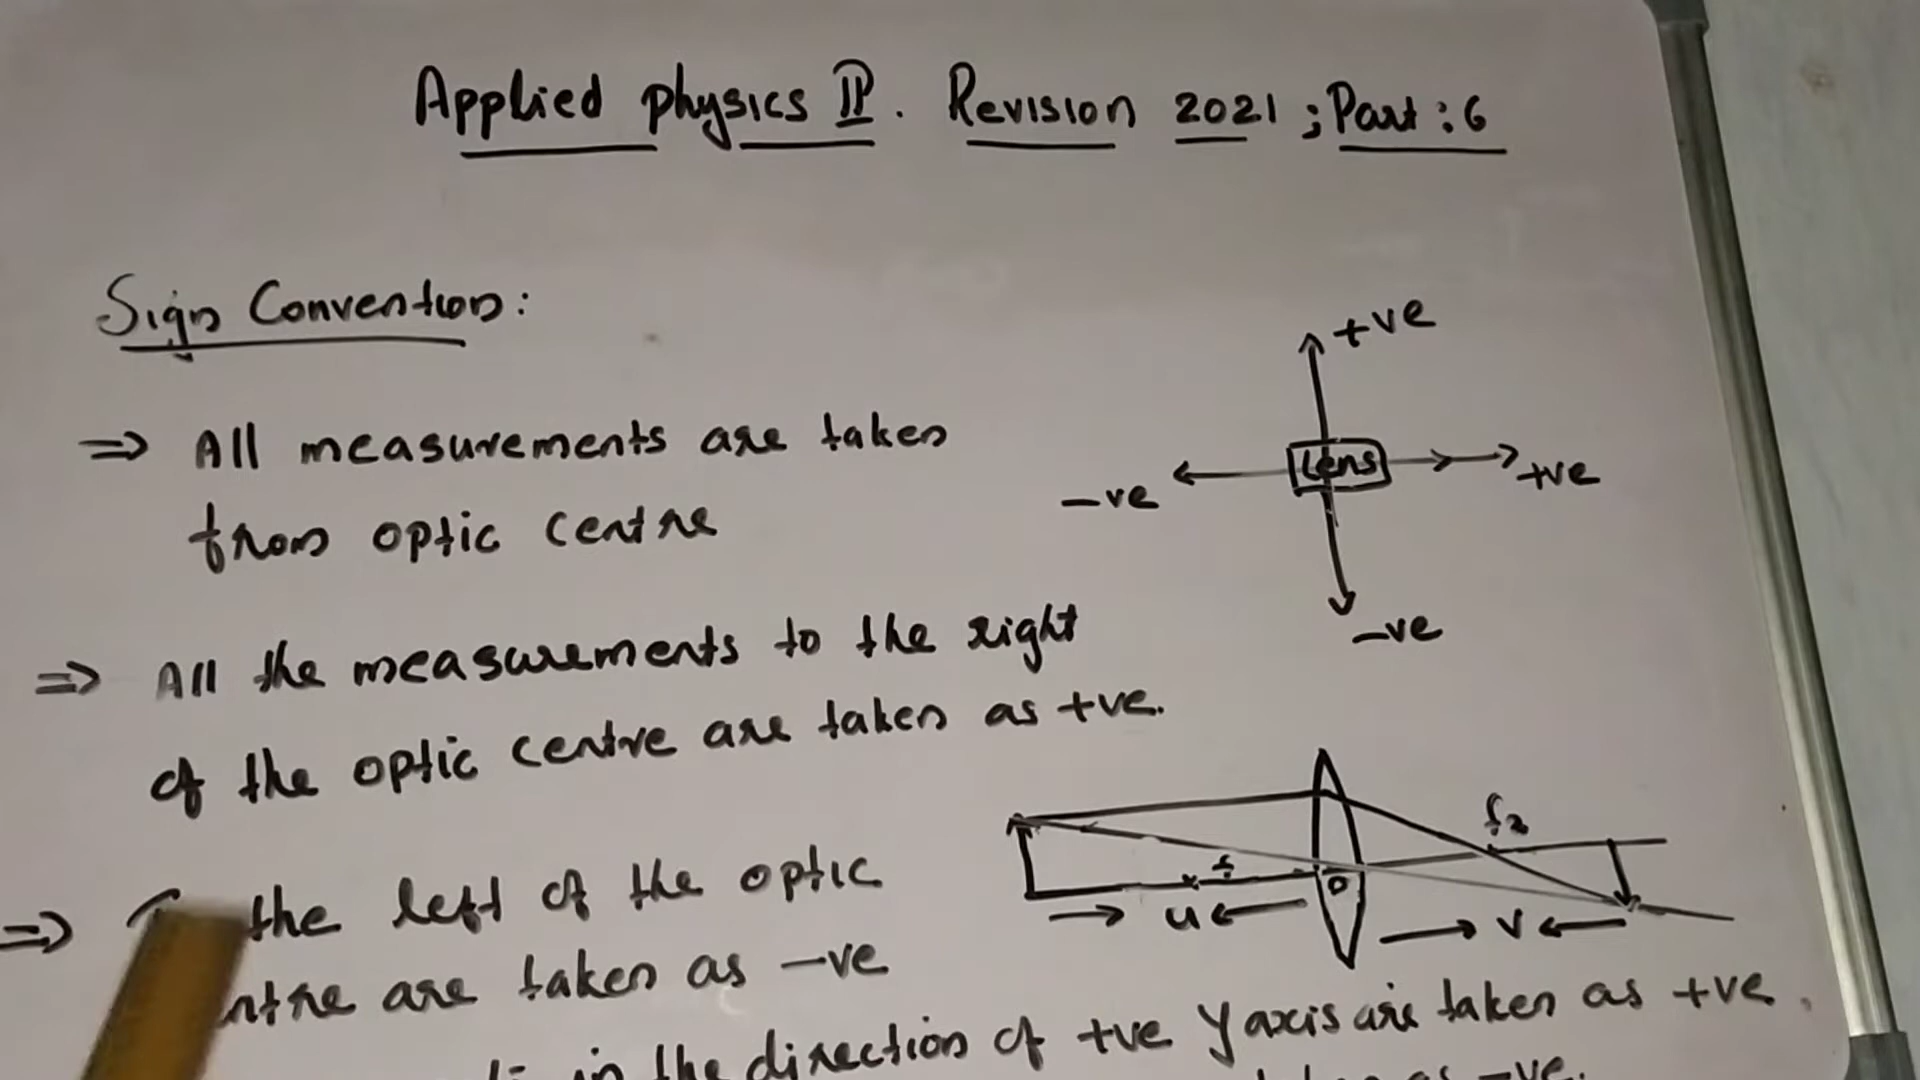 Applied physics II. Revision 2021 ; Part : 6
Sign Convention:
⇒ All measurements are taken
from optic centre
+ve
Lens
-ve
+ve
-ve
⇒ All the measurements to the right
of the optic centre are taken as +ve.
f2
f
O
u
v
⇒ the left of the optic
are taken as -ve
in the direction of +ve Y axis are taken as +ve.
as -ve.